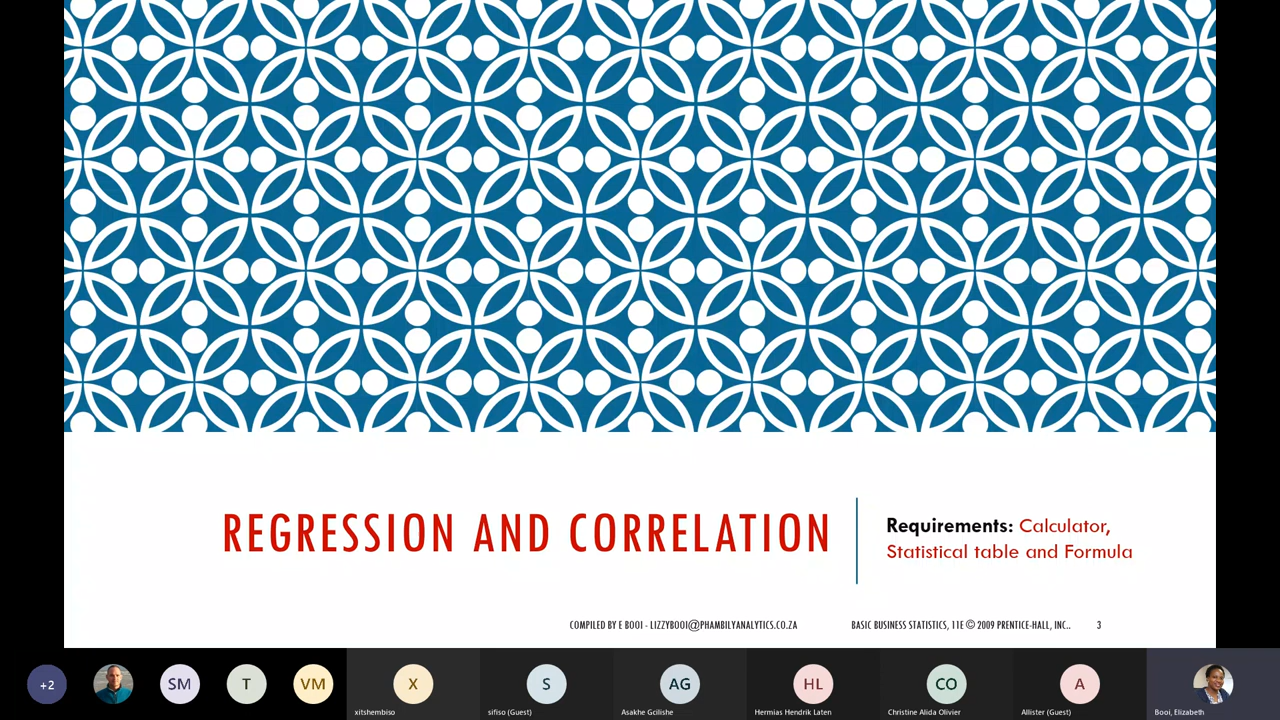 REGRESSION AND CORRELATION
Requirements: Calculator,
Statistical table and Formula
COMPILED BY E BOOI - LIZZYBOOI@PHAMBILYANALYTICS.CO.ZA
BASIC BUSINESS STATISTICS, 11E © 2009 PRENTICE-HALL, INC..
3
+2
SM
T
VM
X
S
AG
HL
CO
A
xitshembiso
sifiso (Guest)
Asakhe Gcilishe
Hermias Hendrik Laten
Christine Alida Olivier
Allister (Guest)
Booi, Elizabeth